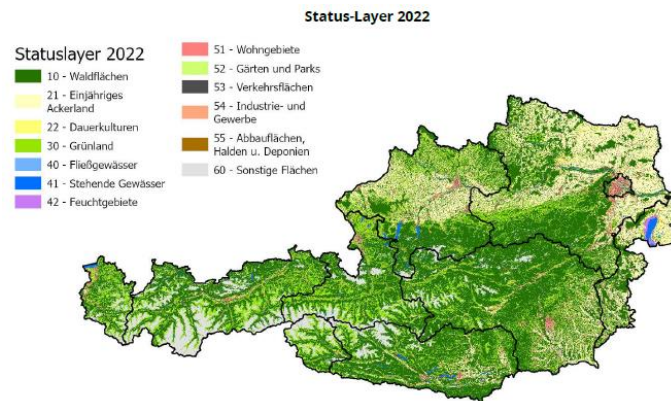 Status-Layer 2022
Statuslayer 2022
10 - Waldflächen
21 - Einjähriges
Ackerland
22 - Dauerkulturen
30 - Grünland
40 - Fließgewässer
41 - Stehende Gewässer
42 - Feuchtgebiete
51 - Wohngebiete
52 - Gärten und Parks
53 - Verkehrsflächen
54 - Industrie- und
Gewerbe
55 - Abbauflächen,
Halden u. Deponien
60 - Sonstige Flächen